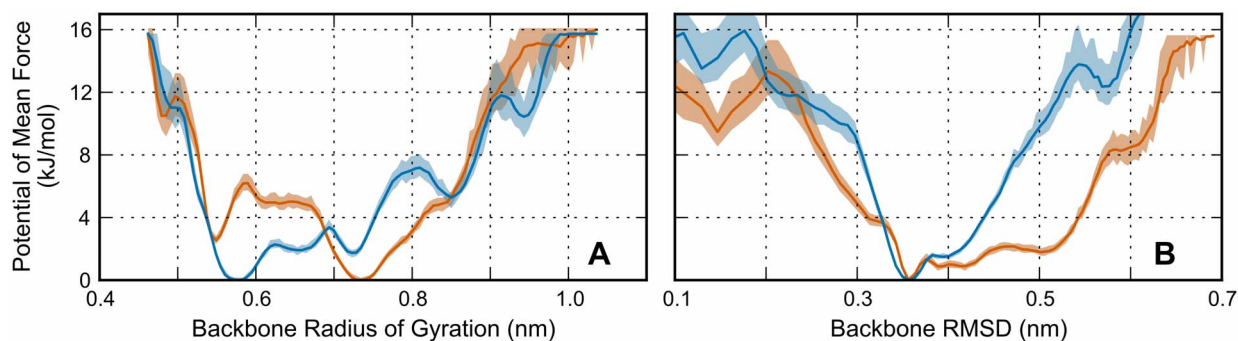 Potential of Mean Force
(kJ/mol)
16
12
8
4
0
A
0.4
0.6
0.8
1.0
Backbone Radius of Gyration (nm)
B
0.1
0.3
0.5
0.7
Backbone RMSD (nm)